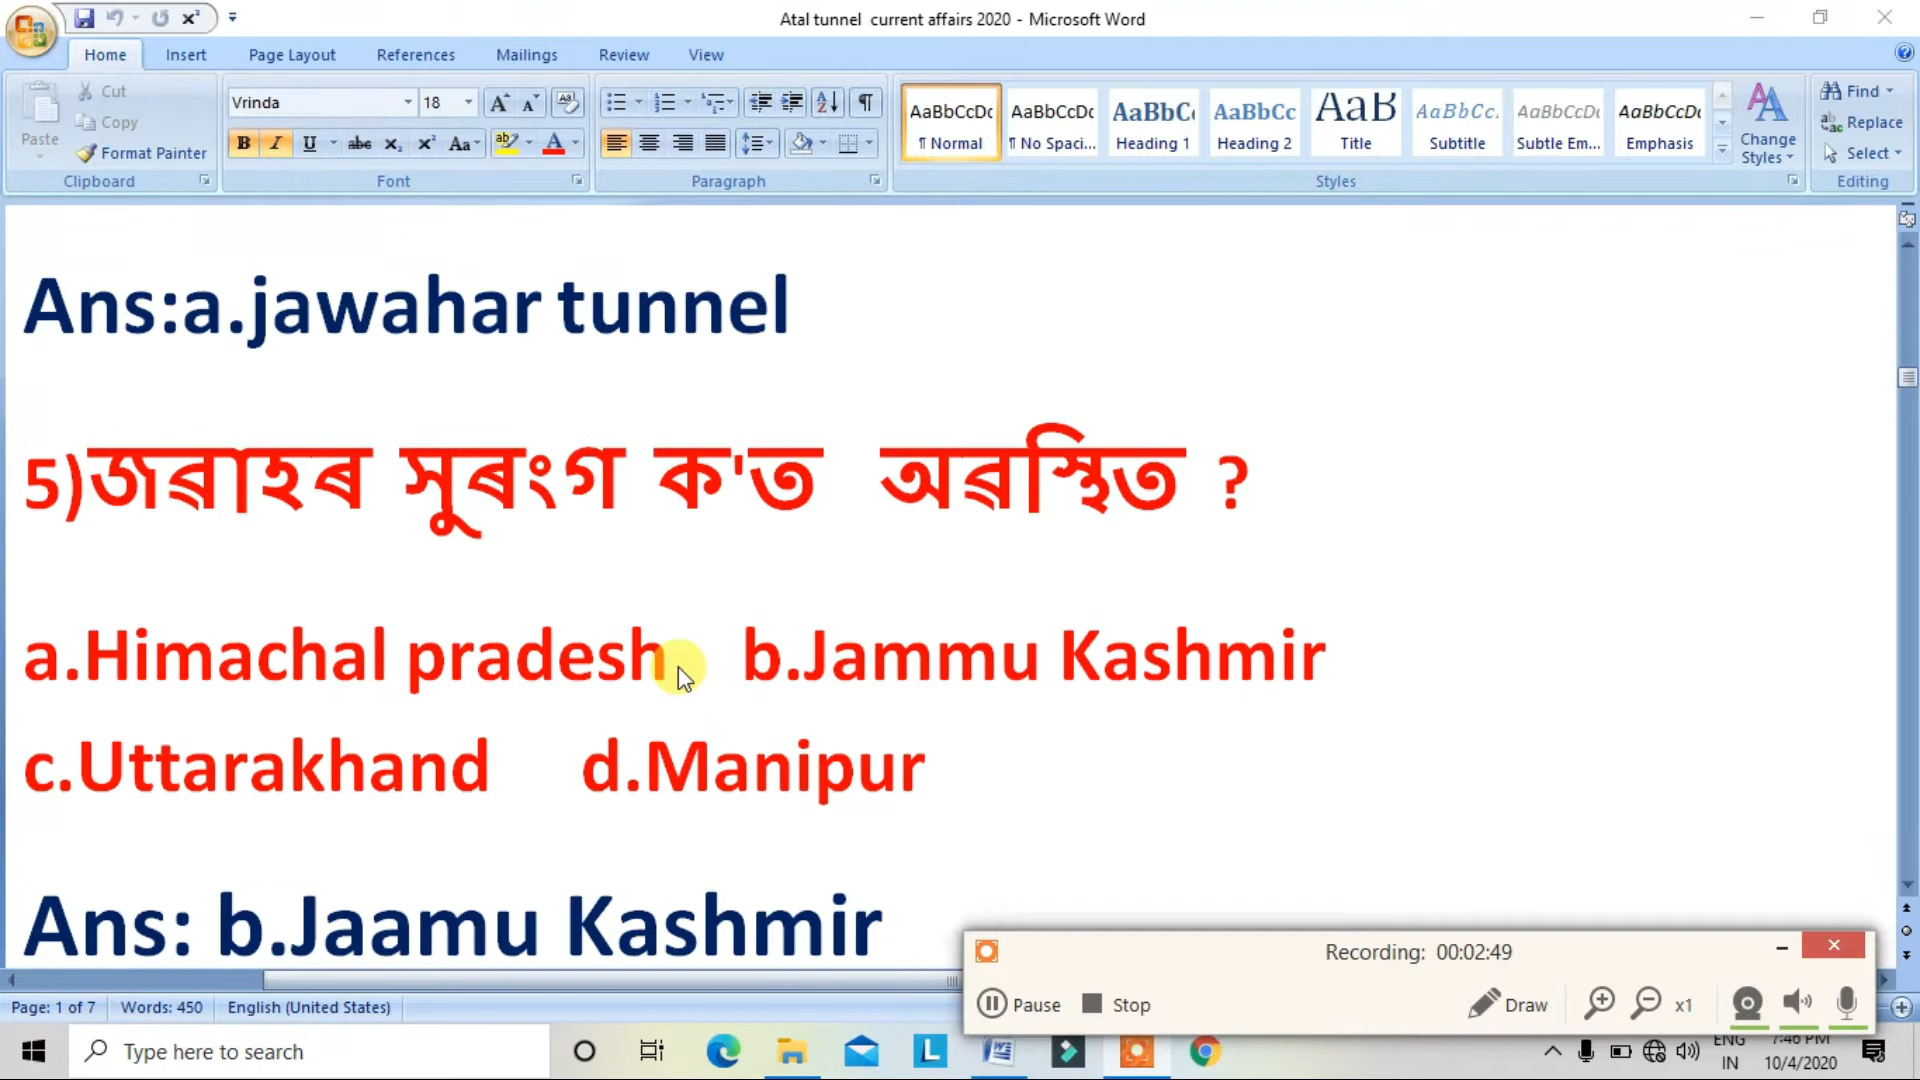 Atal tunnel  current affairs 2020 - Microsoft Word
Home Insert Page Layout References Mailings Review View
Paste
Cut
Copy
Format Painter
Clipboard
Vrinda 18
Font
Paragraph
AaBbCcDc AaBbCcDc AaBbC AaBbCc AaB AaBbCc. AaBbCcDc AaBbCcDc
¶ Normal ¶ No Spaci... Heading 1 Heading 2 Title Subtitle Subtle Em... Emphasis
Styles
Change Styles
Find
Replace
Select
Editing
Ans:a.jawahar tunnel
5)জৱাহৰ সুৰংগ ক'ত অৱস্থিত ?
a.Himachal pradesh b.Jammu Kashmir
c.Uttarakhand d.Manipur
Ans: b.Jaamu Kashmir
Recording: 00:02:49
Pause Stop Draw x1
Page: 1 of 7 Words: 450 English (United States)
Type here to search
ENG
IN
7:46 PM
10/4/2020